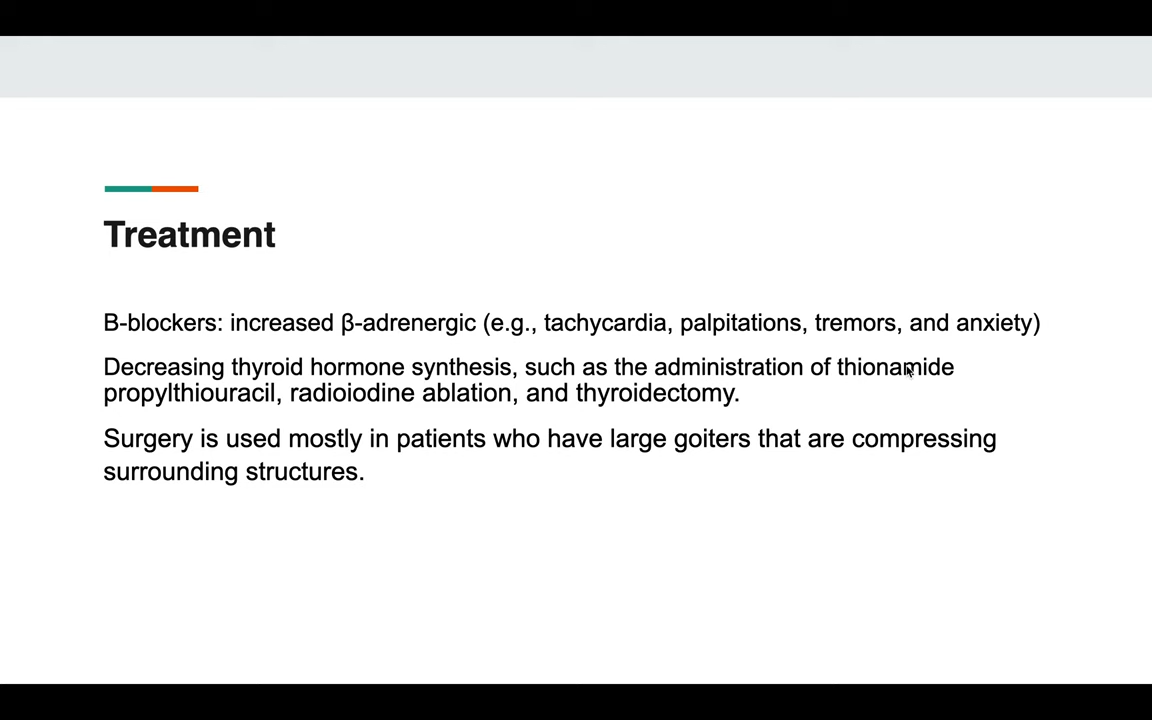 Treatment
B-blockers: increased β-adrenergic (e.g., tachycardia, palpitations, tremors, and anxiety)
Decreasing thyroid hormone synthesis, such as the administration of thionamide
propylthiouracil, radioiodine ablation, and thyroidectomy.
Surgery is used mostly in patients who have large goiters that are compressing
surrounding structures.